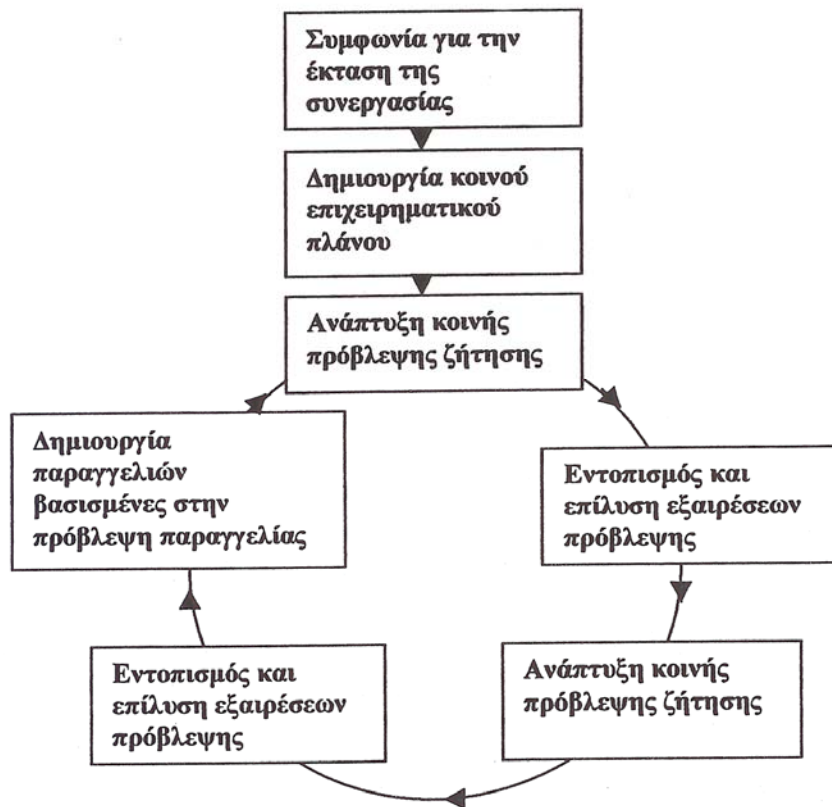 Συμφωνία για την
έκταση της
συνεργασίας
Δημιουργία κοινού
επιχειρηματικού
πλάνου
Ανάπτυξη κοινής
πρόβλεψης ζήτησης
Δημιουργία
παραγγελιών
βασισμένες στην
πρόβλεψη παραγγελίας
Εντοπισμός και
επίλυση εξαιρέσεων
πρόβλεψης
Εντοπισμός και
επίλυση εξαιρέσεων
πρόβλεψης
Ανάπτυξη κοινής
πρόβλεψης ζήτησης